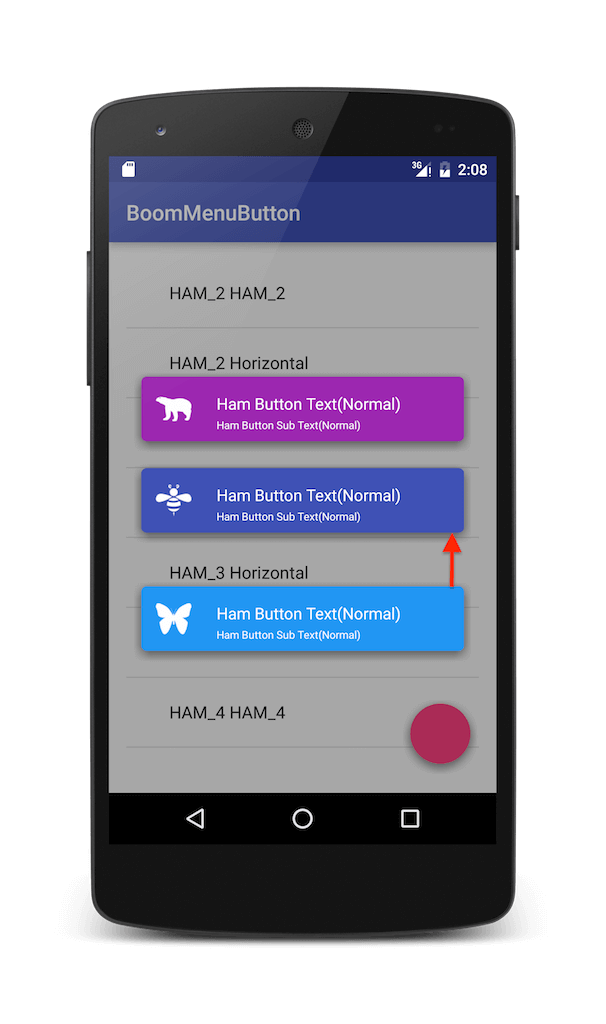 3G 2:08
BoomMenuButton
HAM_2 HAM_2
HAM_2 Horizontal
Ham Button Text(Normal)
Ham Button Sub Text(Normal)
Ham Button Text(Normal)
Ham Button Sub Text(Normal)
HAM_3 Horizontal
Ham Button Text(Normal)
Ham Button Sub Text(Normal)
HAM_4 HAM_4